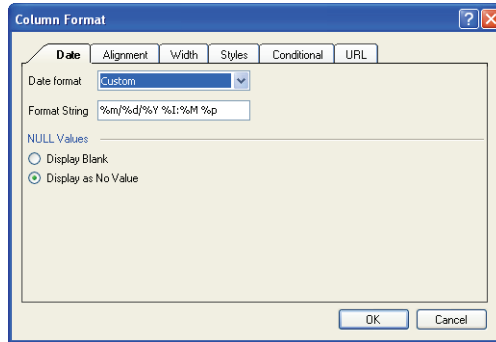 Column Format
Date Alignment Width Styles Conditional URL
Date format Custom
Format String %m/%d/%Y %I:%M %p
NULL Values
Display Blank
Display as No Value
OK Cancel